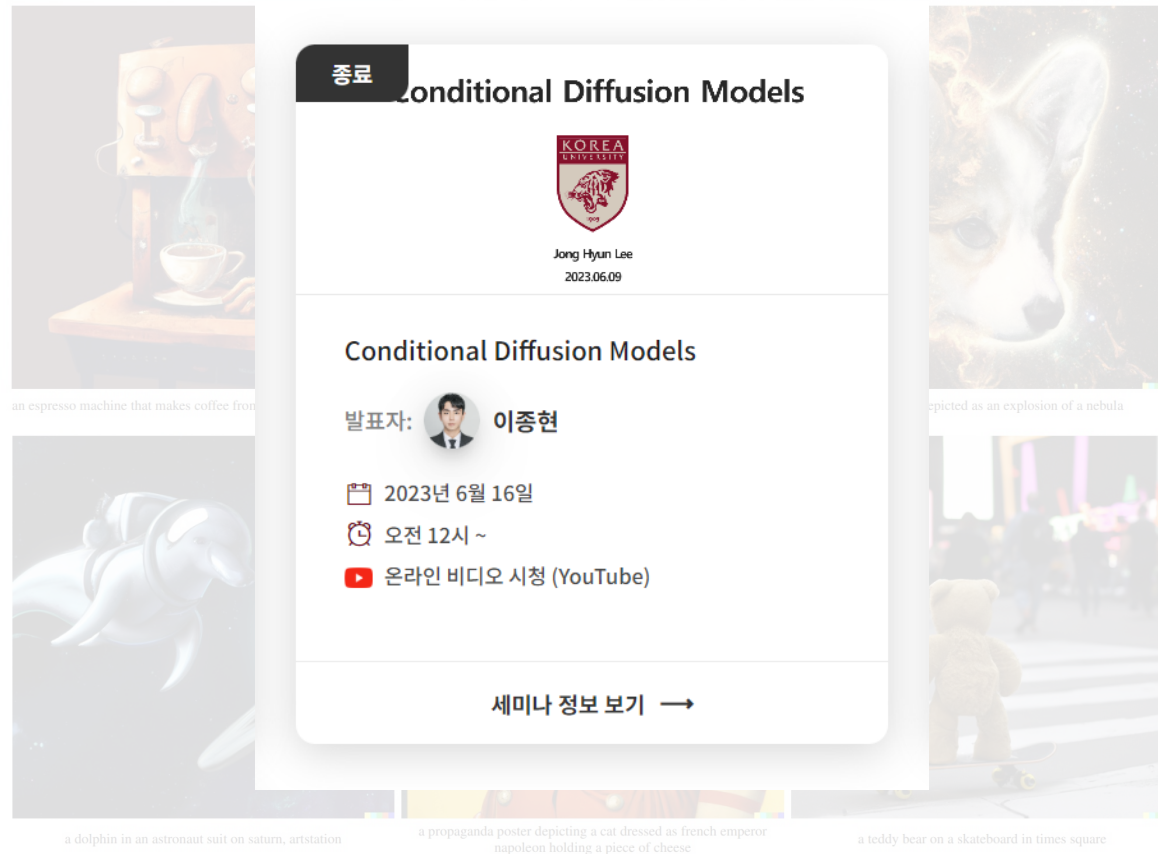 종료
Conditional Diffusion Models
KOREA
UNIVERSITY
1905
Jong Hyun Lee
2023.06.09
Conditional Diffusion Models
발표자: 이종현
2023년 6월 16일
오전 12시 ~
온라인 비디오 시청 (YouTube)
세미나 정보 보기 →
an espresso machine that makes coffee from
epicted as an explosion of a nebula
a dolphin in an astronaut suit on saturn, artstation
a propaganda poster depicting a cat dressed as french emperor
napoleon holding a piece of cheese
a teddy bear on a skateboard in times square